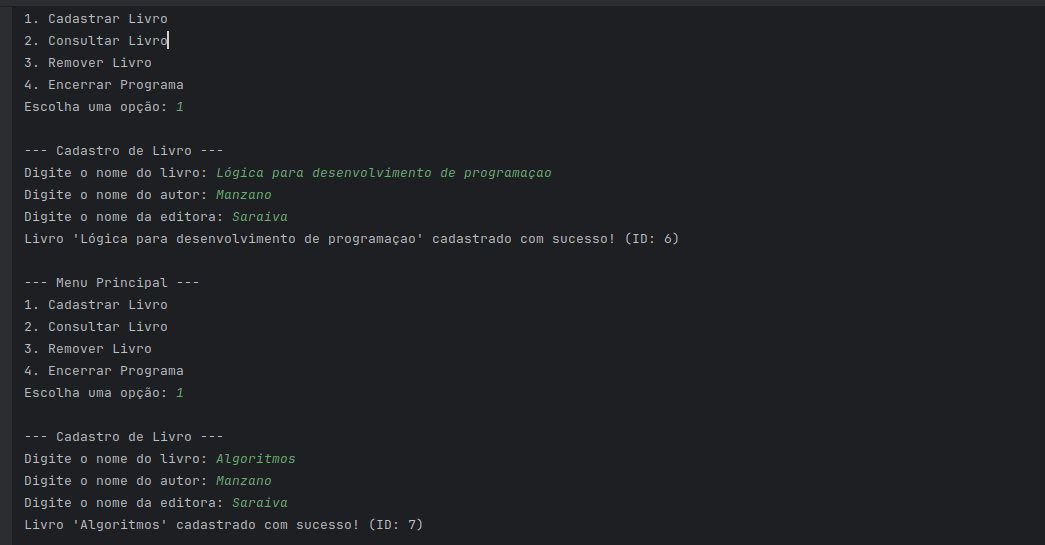 1. Cadastrar Livro
2. Consultar Livro
3. Remover Livro
4. Encerrar Programa
Escolha uma opção: 1
--- Cadastro de Livro ---
Digite o nome do livro: Lógica para desenvolvimento de programaçao
Digite o nome do autor: Manzano
Digite o nome da editora: Saraiva
Livro 'Lógica para desenvolvimento de programaçao' cadastrado com sucesso! (ID: 6)
--- Menu Principal ---
1. Cadastrar Livro
2. Consultar Livro
3. Remover Livro
4. Encerrar Programa
Escolha uma opção: 1
--- Cadastro de Livro ---
Digite o nome do livro: Algoritmos
Digite o nome do autor: Manzano
Digite o nome da editora: Saraiva
Livro 'Algoritmos' cadastrado com sucesso! (ID: 7)